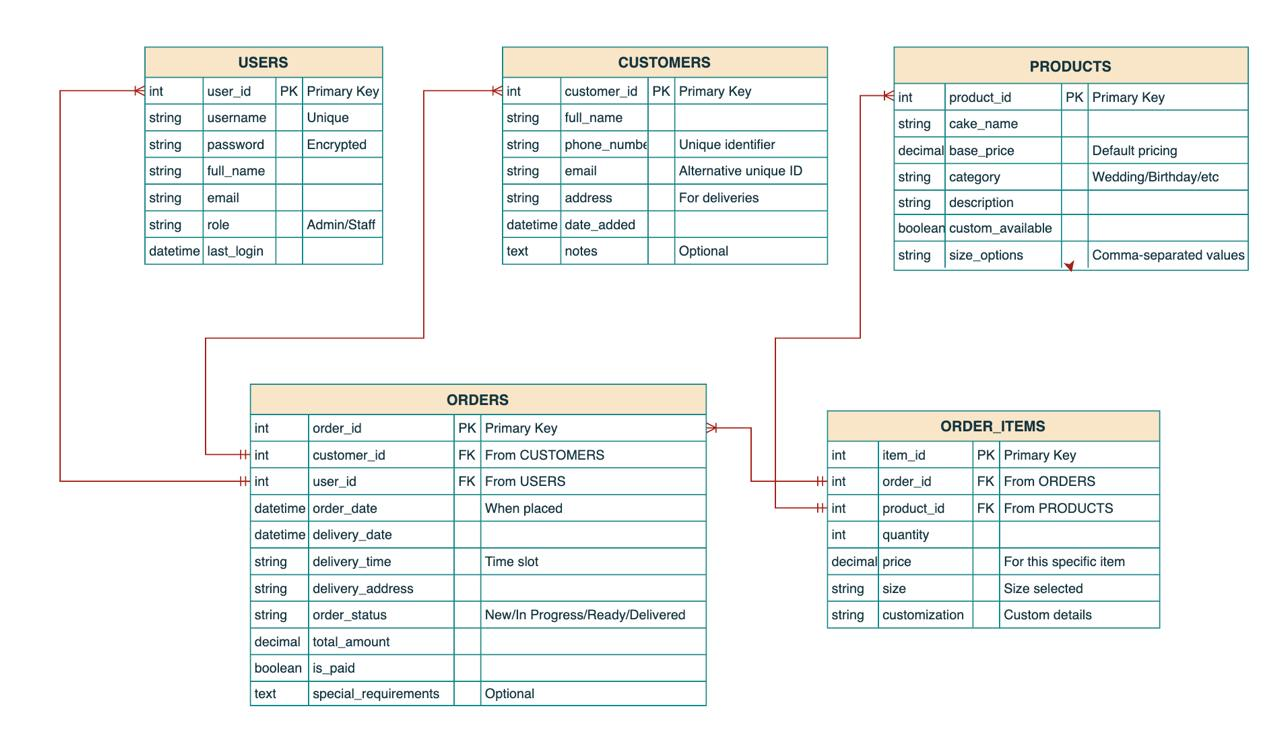 USERS
int user_id PK Primary Key
string username Unique
string password Encrypted
string full_name
string email
string role Admin/Staff
datetime last_login
CUSTOMERS
int customer_id PK Primary Key
string full_name
string phone_numbe Unique identifier
string email Alternative unique ID
string address For deliveries
datetime date_added
text notes Optional
PRODUCTS
int product_id PK Primary Key
string cake_name
decimal base_price Default pricing
string category Wedding/Birthday/etc
string description
boolean custom_available
string size_options Comma-separated values
ORDERS
int order_id PK Primary Key
int customer_id FK From CUSTOMERS
int user_id FK From USERS
datetime order_date When placed
datetime delivery_date
string delivery_time Time slot
string delivery_address
string order_status New/In Progress/Ready/Delivered
decimal total_amount
boolean is_paid
text special_requirements Optional
ORDER_ITEMS
int item_id PK Primary Key
int order_id FK From ORDERS
int product_id FK From PRODUCTS
int quantity
decimal price For this specific item
string size Size selected
string customization Custom details